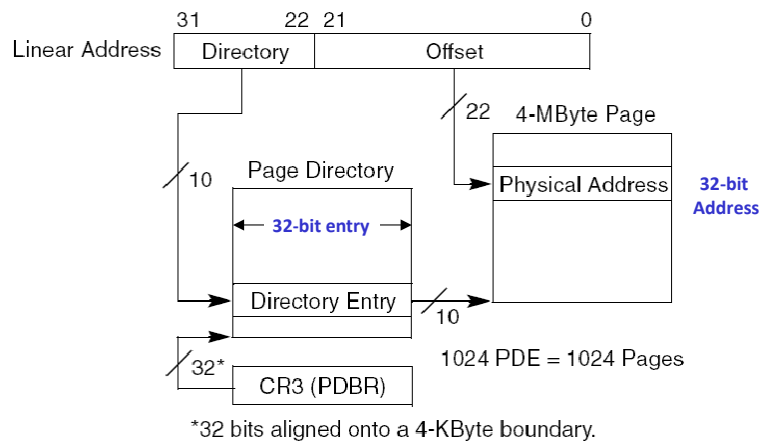 31 22 21 0
Linear Address Directory Offset
22
4-MByte Page
10
Page Directory
Physical Address
32-bit
Address
32-bit entry
Directory Entry
10
32*
1024 PDE = 1024 Pages
CR3 (PDBR)
*32 bits aligned onto a 4-KByte boundary.